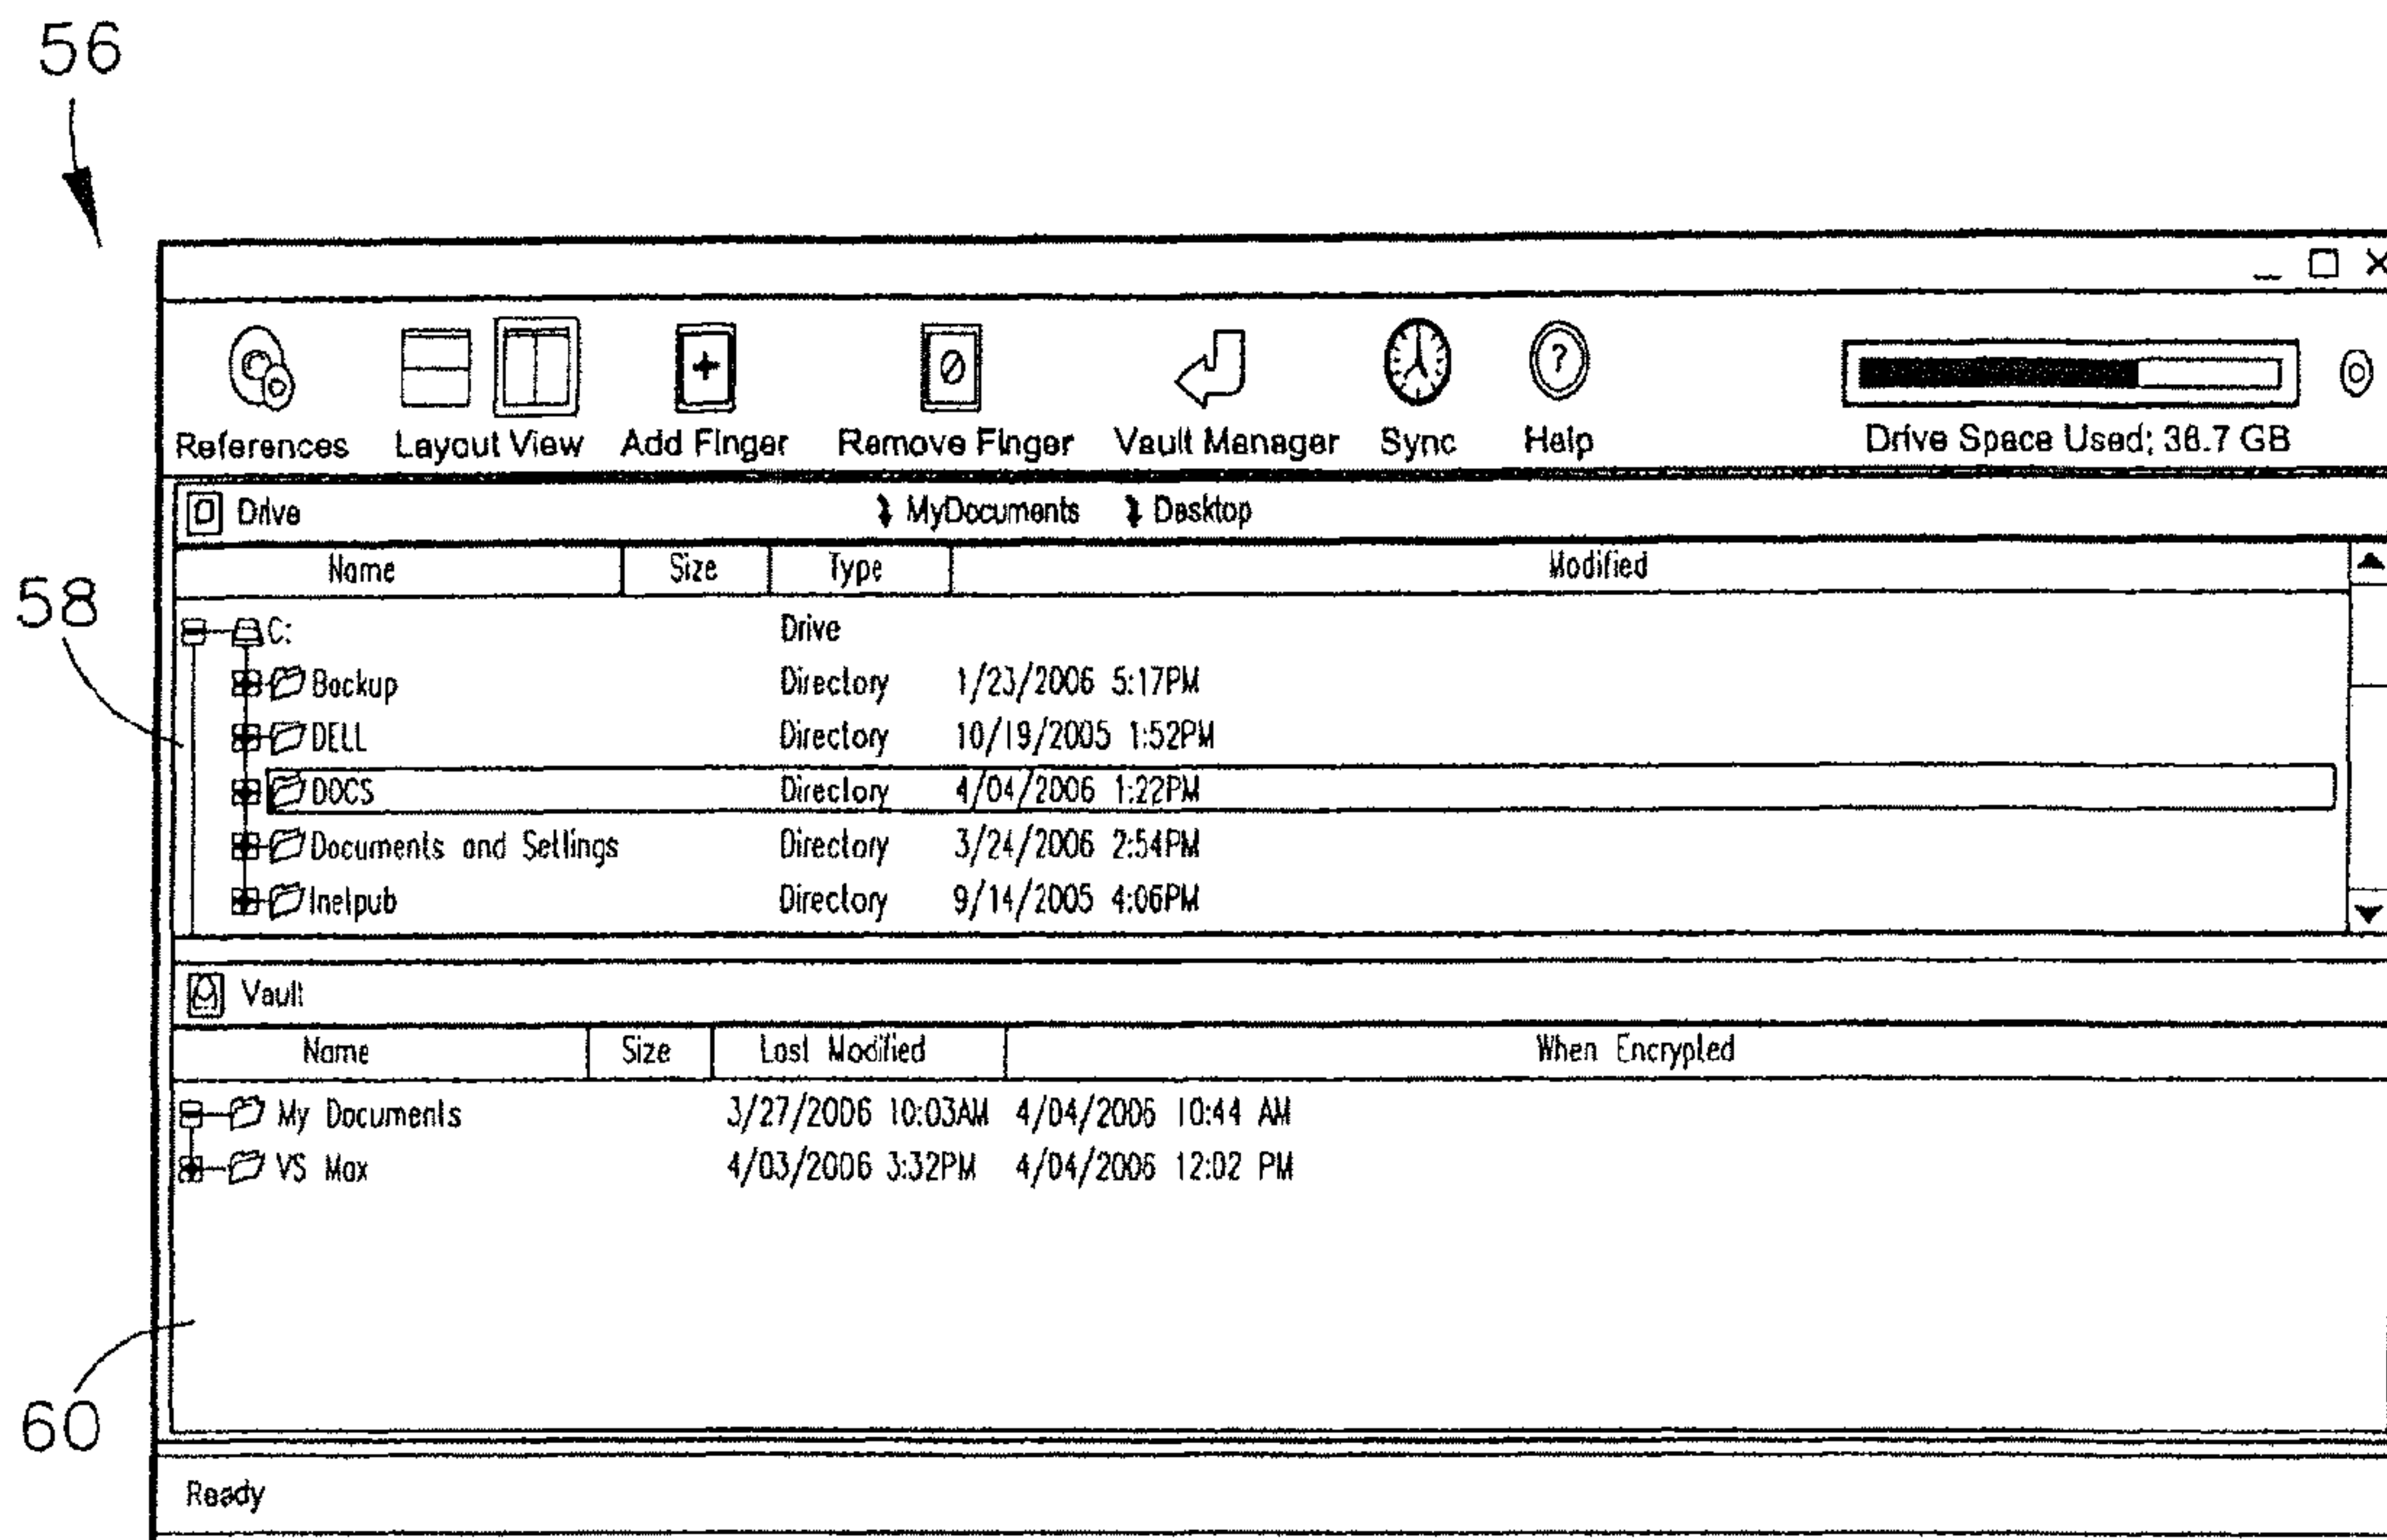 56
References Layout View Add Finger Remove Finger Vault Manager Sync Help Drive Space Used; 36.7 GB
Drive MyDocuments Desktop
Name Size Type Modified
58
C: Drive
Backup Directory 1/23/2006 5:17PM
DELL Directory 10/19/2005 1:52PM
DOCS Directory 4/04/2006 1:22PM
Documents and Settings Directory 3/24/2006 2:54PM
Inetpub Directory 9/14/2005 4:06PM
Vault
Name Size Last Modified When Encrypted
My Documents 3/27/2006 10:03AM 4/04/2006 10:44 AM
VS Max 4/03/2006 3:32PM 4/04/2006 12:02 PM
60
Ready